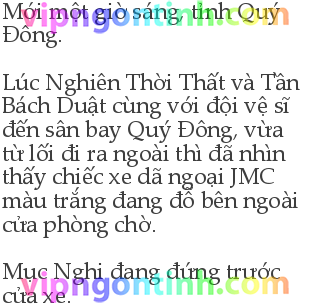 Mới một giờ sáng, tỉnh Quý
Đông.
Lúc Nghiên Thời Thất và Tần
Bách Duật cùng với đội vệ sĩ
đến sân bay Quý Đông, vừa
từ lối đi ra ngoài thì đã nhìn
thấy chiếc xe dã ngoại JMC
màu trắng đang đỗ bên ngoài
cửa phòng chờ.
Mục Nghi đang đứng trước
cửa xe.
vipngontinh.com
vipngontinh.com